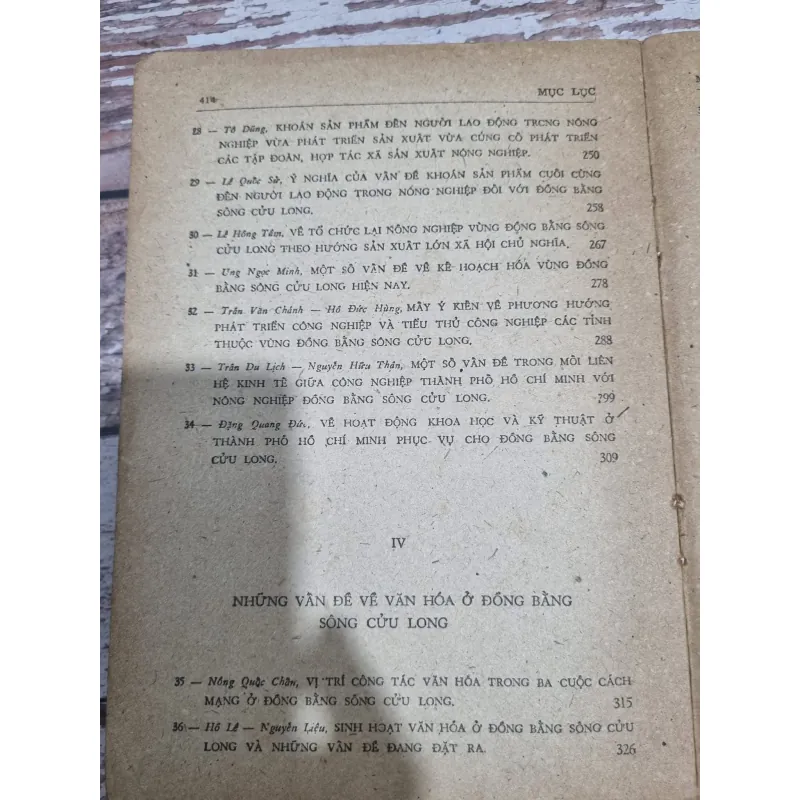 414
MỤC LỤC
28 — Tô Dũng, KHOÁN SẢN PHẨM ĐẾN NGƯỜI LAO ĐỘNG TRONG NÔNG
NGHIỆP VỪA PHÁT TRIỂN SẢN XUẤT VỪA CỦNG CỐ PHÁT TRIỂN
CÁC TẬP ĐOÀN, HỢP TÁC XÃ SẢN XUẤT NÔNG NGHIỆP. 250
29 — Lê Quốc Sử, Ý NGHĨA CỦA VẤN ĐỀ KHOÁN SẢN PHẨM CUỐI CÙNG
ĐẾN NGƯỜI LAO ĐỘNG TRONG NÔNG NGHIỆP ĐỐI VỚI ĐỒNG BẰNG
SÔNG CỬU LONG. 258
30 — Lê Hồng Tâm, VỀ TỔ CHỨC LẠI NÔNG NGHIỆP VÙNG ĐỒNG BẰNG SÔNG
CỬU LONG THEO HƯỚNG SẢN XUẤT LỚN XÃ HỘI CHỦ NGHĨA. 267
31 — Ung Ngọc Minh, MỘT SỐ VẤN ĐỀ VỀ KẾ HOẠCH HÓA VÙNG ĐỒNG
BẰNG SÔNG CỬU LONG HIỆN NAY. 278
32 — Trần Văn Chánh — Hồ Đức Hùng, MẤY Ý KIẾN VỀ PHƯƠNG HƯỚNG
PHÁT TRIỂN CÔNG NGHIỆP VÀ TIỂU THỦ CÔNG NGHIỆP CÁC TỈNH
THUỘC VÙNG ĐỒNG BẰNG SÔNG CỬU LONG. 288
33 — Trần Du Lịch — Nguyễn Hữu Thận, MỘT SỐ VẤN ĐỀ TRONG MỐI LIÊN
HỆ KINH TẾ GIỮA CÔNG NGHIỆP THÀNH PHỐ HỒ CHÍ MINH VỚI
NÔNG NGHIỆP ĐỒNG BẰNG SÔNG CỬU LONG. 299
34 — Đặng Quang Đức, VỀ HOẠT ĐỘNG KHOA HỌC VÀ KỸ THUẬT Ở
THÀNH PHỐ HỒ CHÍ MINH PHỤC VỤ CHO ĐỒNG BẰNG SÔNG
CỬU LONG. 309
IV
NHỮNG VẤN ĐỀ VỀ VĂN HÓA Ở ĐỒNG BẰNG
SÔNG CỬU LONG
35 — Nông Quốc Chấn, VỊ TRÍ CÔNG TÁC VĂN HÓA TRONG BA CUỘC CÁCH
MẠNG Ở ĐỒNG BẰNG SÔNG CỬU LONG. 315
36 — Hồ Lê — Nguyễn Liệu, SINH HOẠT VĂN HÓA Ở ĐỒNG BẰNG SÔNG CỬU
LONG VÀ NHỮNG VẤN ĐỀ ĐANG ĐẶT RA. 326